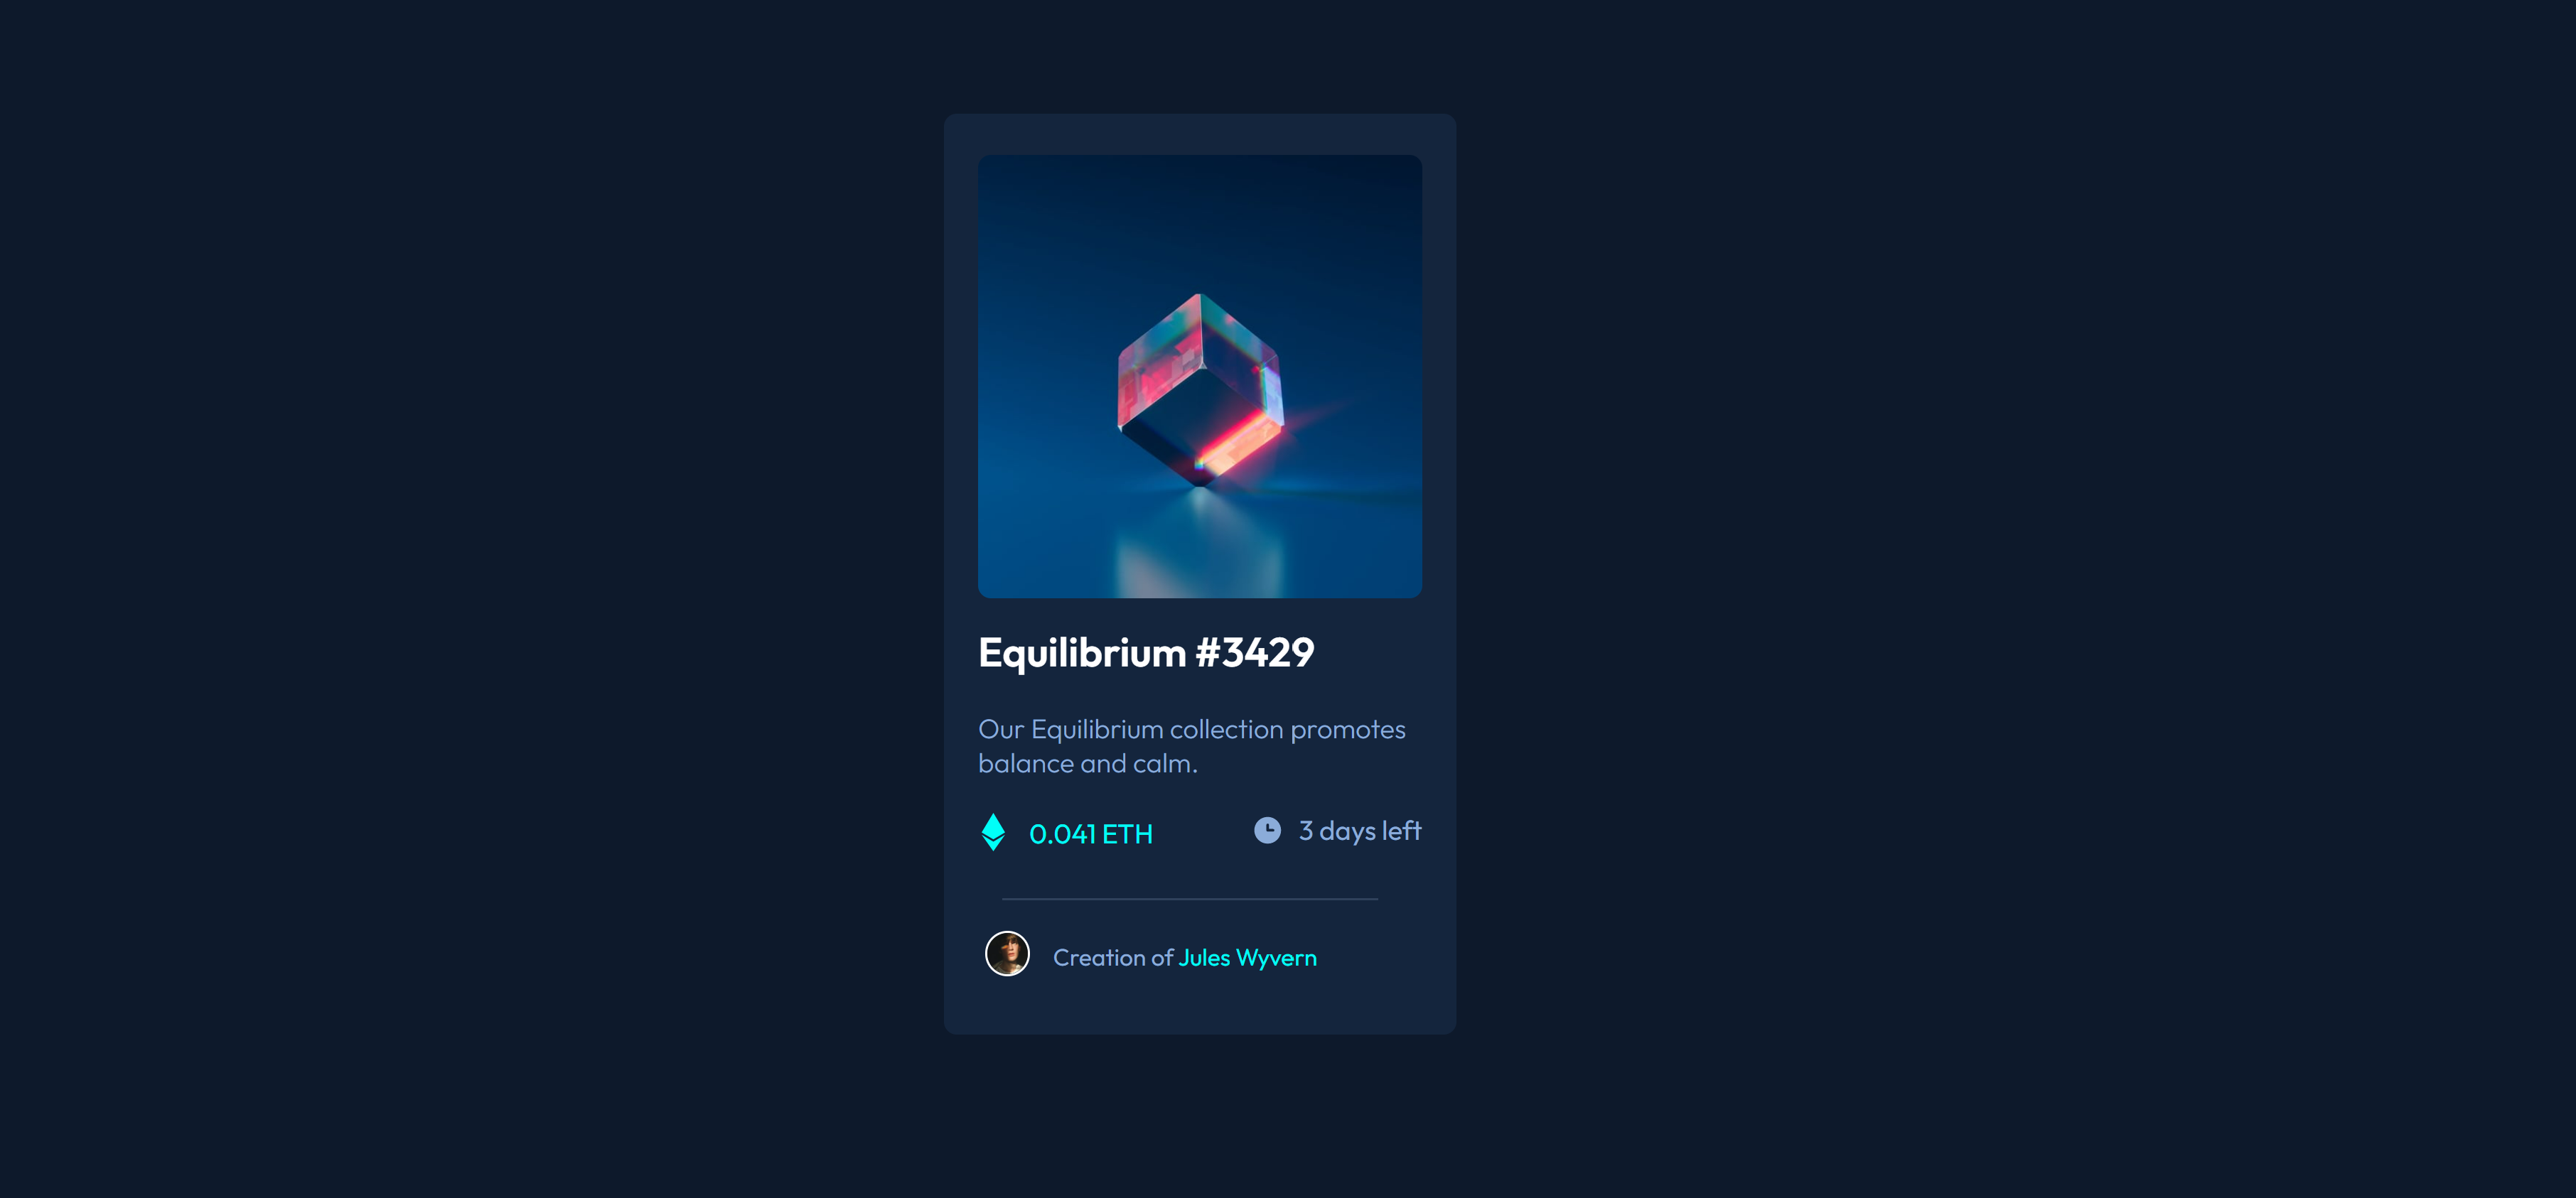 Equilibrium #3429
Our Equilibrium collection promotes
balance and calm.
0.041 ETH
3 days left
Creation of Jules Wyvern